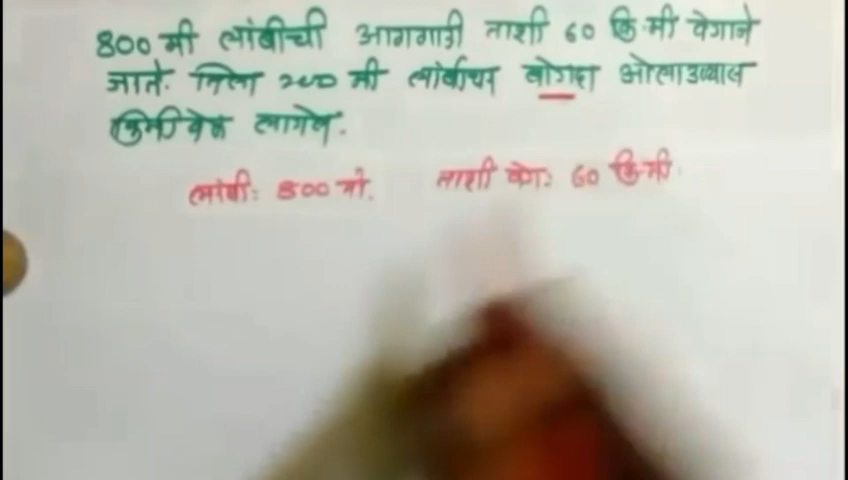 800 मी लांबीची आगगाडी ताशी 60 कि.मी वेगाने
जाते. तिला 200 मी लांबीचा बोगदा ओलाडण्यास
किती वेळ लागेल.
लांबी: 800 मी. ताशी वेग: 60 कि.मी.